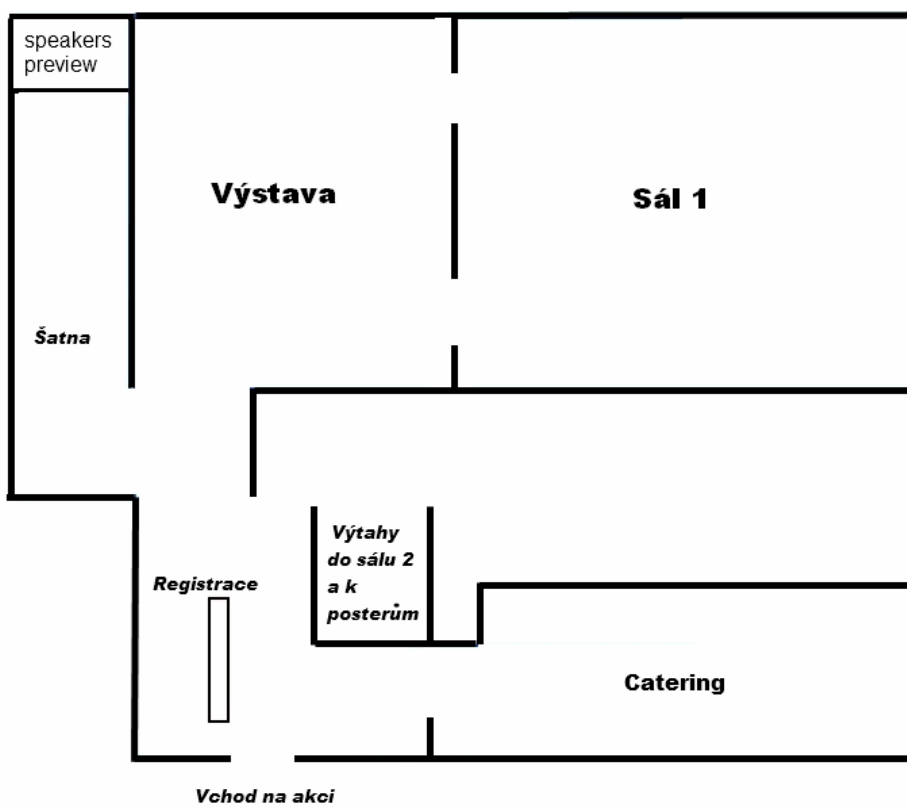 speakers
preview
Výstava
Sál 1
Šatna
Výtahy
do sálu 2
a k
posterům
Registrace
Catering
Vchod na akci